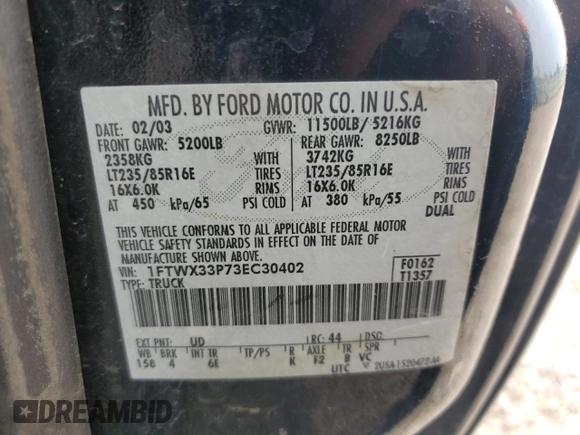 MFD. BY FORD MOTOR CO. IN U.S.A.
DATE: 02/03 GVWR: 11500LB/ 5216KG
FRONT GAWR: 5200LB REAR GAWR: 8250LB
2358KG WITH 3742KG WITH
LT235/85R16E TIRES LT235/85R16E TIRES
16X6.0K RIMS 16X6.0K RIMS
AT 450 kPa/65 PSI COLD AT 380 kPa/55 PSI COLD
DUAL
THIS VEHICLE CONFORMS TO ALL APPLICABLE FEDERAL MOTOR
VEHICLE SAFETY STANDARDS IN EFFECT ON THE DATE OF
MANUFACTURE SHOWN ABOVE.
VIN: 1FTWX33P73EC30402 F0162
TYPE: TRUCK T1357
EXT PNT: UD RC: 44 DSO:
WB BRK INT TR TP/PS R AXLE TR SPR
158 4 6E K F2 B VC
UTC
DREAMBID